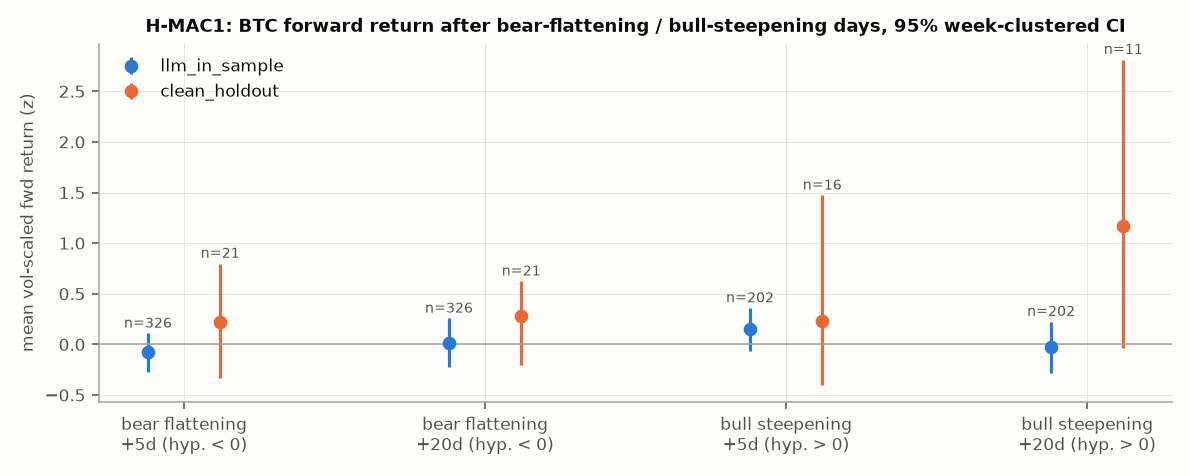 H-MAC1: BTC forward return after bear-flattening / bull-steepening days, 95% week-clustered CI
mean vol-scaled fwd return (z)
llm_in_sample
clean_holdout
2.5
2.0
1.5
1.0
0.5
0.0
−0.5
n=326
n=21
n=326
n=21
n=202
n=16
n=202
n=11
bear flattening
+5d (hyp. < 0)
bear flattening
+20d (hyp. < 0)
bull steepening
+5d (hyp. > 0)
bull steepening
+20d (hyp. > 0)